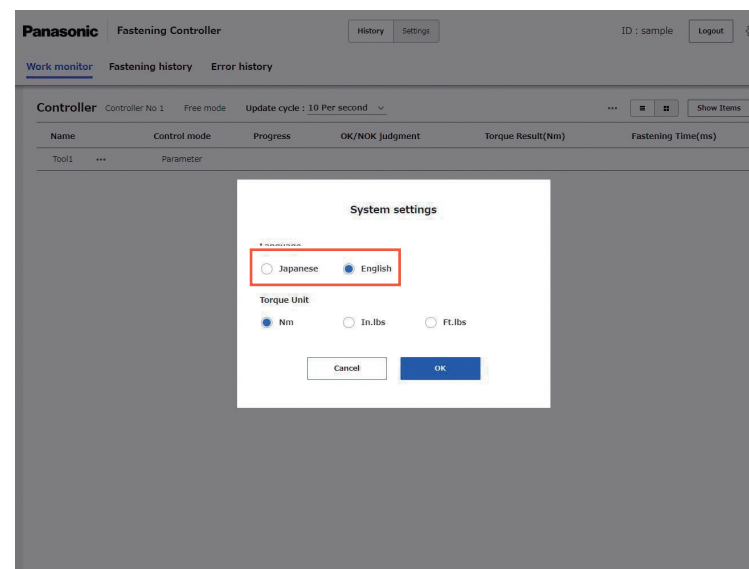 Panasonic Fastening Controller History Settings ID : sample Logout
Work monitor Fastening history Error history
Controller Controller No 1 Free mode Update cycle : 10 Per second ••• Show Items
Name Control mode Progress OK/NOK judgment Torque Result(Nm) Fastening Time(ms)
Tool1 ••• Parameter
System settings
Language
Japanese English
Torque Unit
Nm In.lbs Ft.lbs
Cancel OK